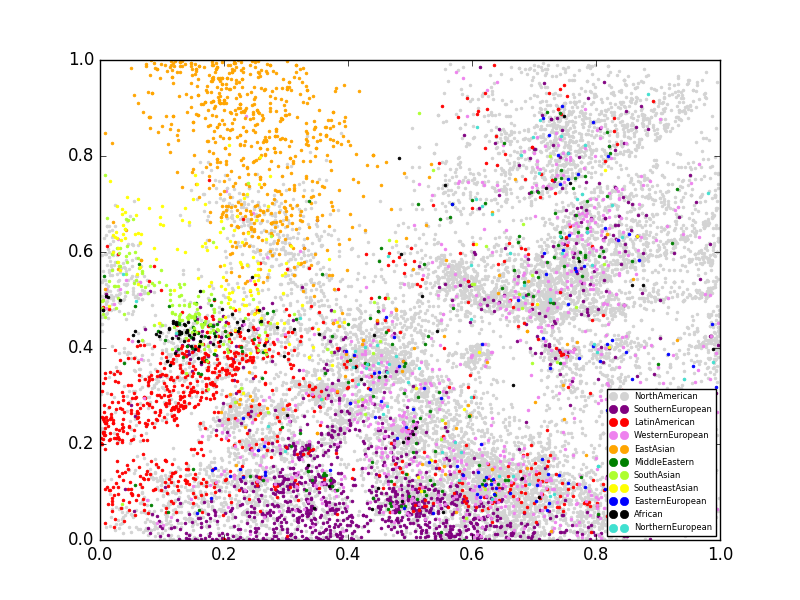 1.0
0.8
0.6
0.4
0.2
0.0
0.0 0.2 0.4 0.6 0.8 1.0
NorthAmerican
SouthernEuropean
LatinAmerican
WesternEuropean
EastAsian
MiddleEastern
SouthAsian
SoutheastAsian
EasternEuropean
African
NorthernEuropean